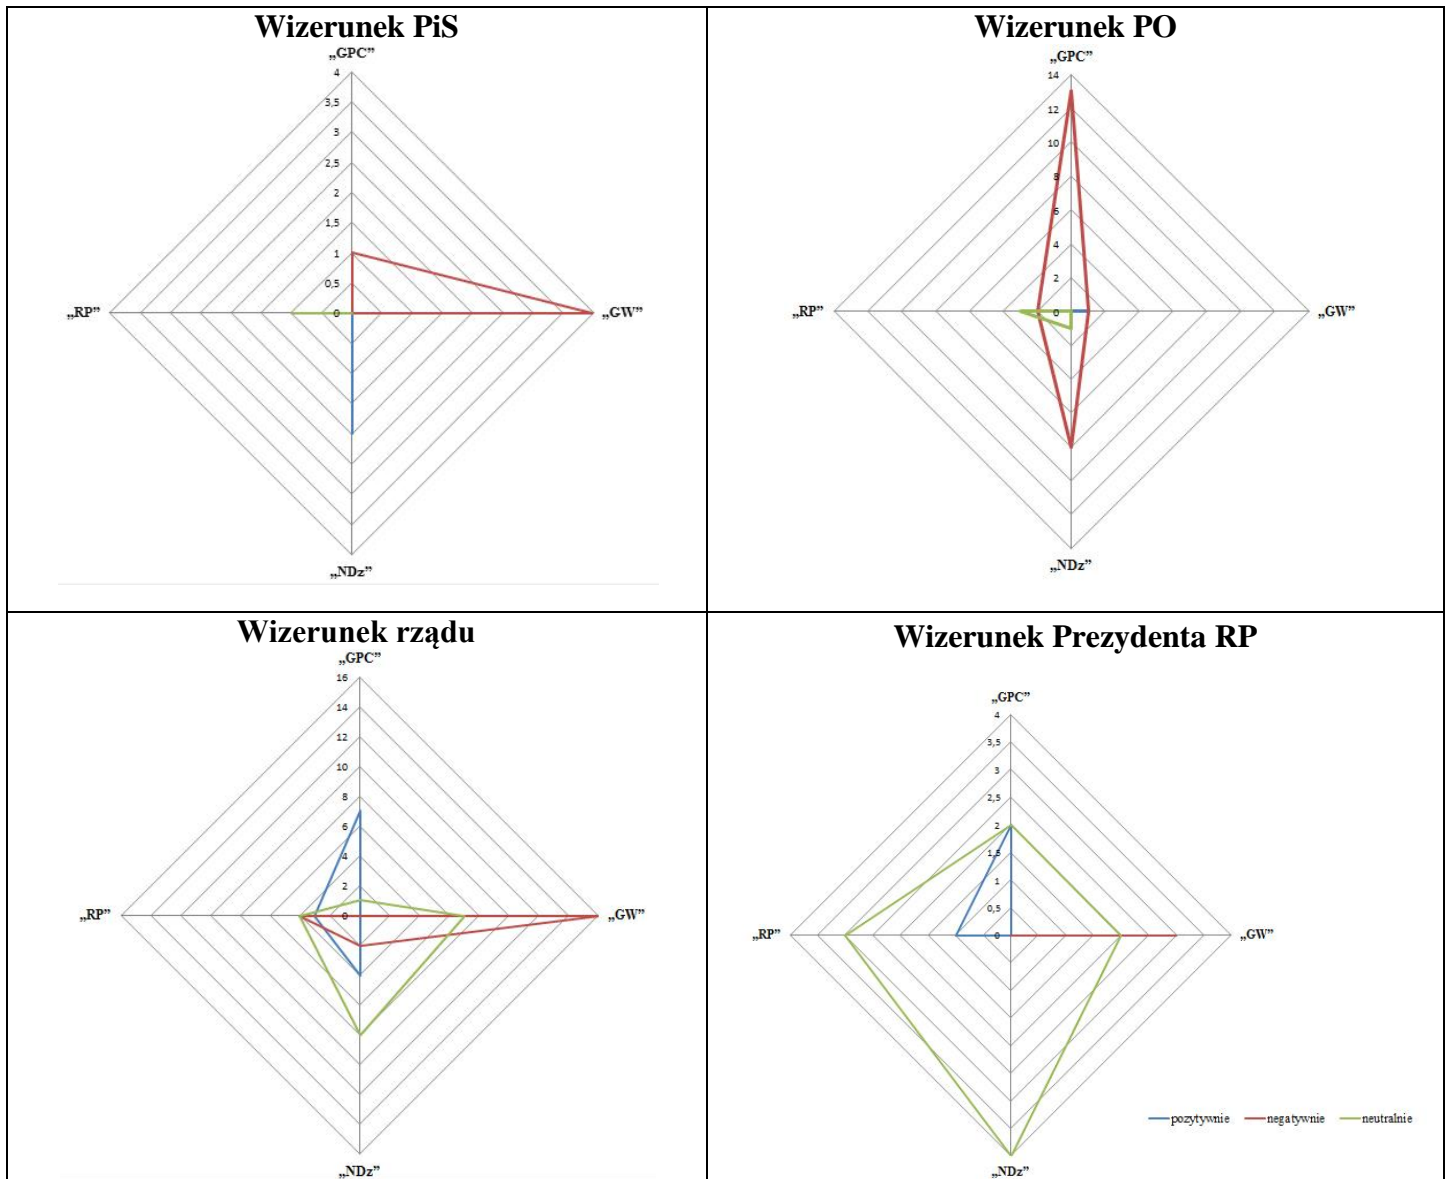 Wizerunek PiS
„GPC”
4
3,5
3
2,5
2
1,5
1
0,5
0
„RP”
„GW”
„NDz”
Wizerunek PO
„GPC”
14
12
10
8
6
4
2
0
„RP”
„GW”
„NDz”
Wizerunek rządu
„GPC”
16
14
12
10
8
6
4
2
0
„RP”
„GW”
„NDz”
Wizerunek Prezydenta RP
„GPC”
4
3,5
3
2,5
2
1,5
1
0,5
0
„RP”
„GW”
pozytywnie negatywnie neutralnie
„NDz”